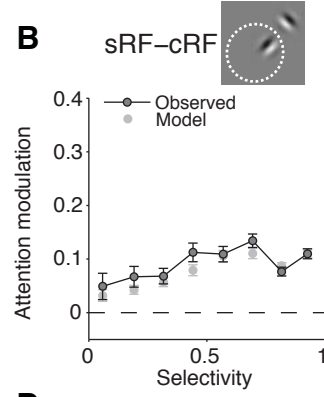 B
sRF–cRF
0.4
Observed
Model
0.3
0.2
0.1
0
Attention modulation
0
0.5
1
Selectivity